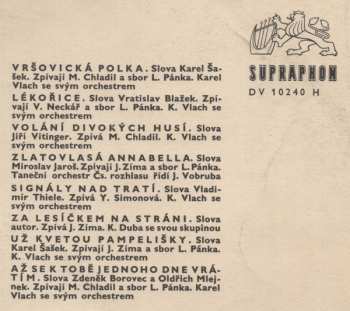 SUPRAPHON
DV 10240 H
VRŠOVICKÁ POLKA. Slova Karel Ša-
šek. Zpívají M. Chladil a sbor L. Pánka. Karel
Vlach se svým orchestrem
LÉKOŘICE. Slova Vratislav Blažek. Zpí-
vají V. Neckář a sbor L. Pánka. K. Vlach se
svým orchestrem
VOLÁNÍ DIVOKÝCH HUSÍ. Slova
Jiří Vitinger. Zpívá M. Chladil. K. Vlach se
svým orchestrem
ZLATOVLASÁ ANNABELLA. Slova
Miroslav Jaroš. Zpívají J. Zíma a sbor L. Pánka.
Taneční orchestr Čs. rozhlasu řídí J. Vobruba
SIGNÁLY NAD TRATÍ. Slova Vladi-
mír Thiele. Zpívá Y. Simonová. K. Vlach se
svým orchestrem
ZA LESÍČKEM NA STRÁNI. Slova
autor. Zpívá J. Zíma. K. Duba se svou skupinou
UŽ KVETOU PAMPELIŠKY. Slova
Karel Šašek. Zpívají J. Zíma a sbor L. Pánka.
K. Vlach se svým orchestrem
AŽ SE K TOBĚ JEDNOHO DNE VRÁ-
TÍM. Slova Zdeněk Borovec a Oldřich Mlej-
nek. Zpívají M. Chladil a sbor L. Pánka. Karel
Vlach se svým orchestrem